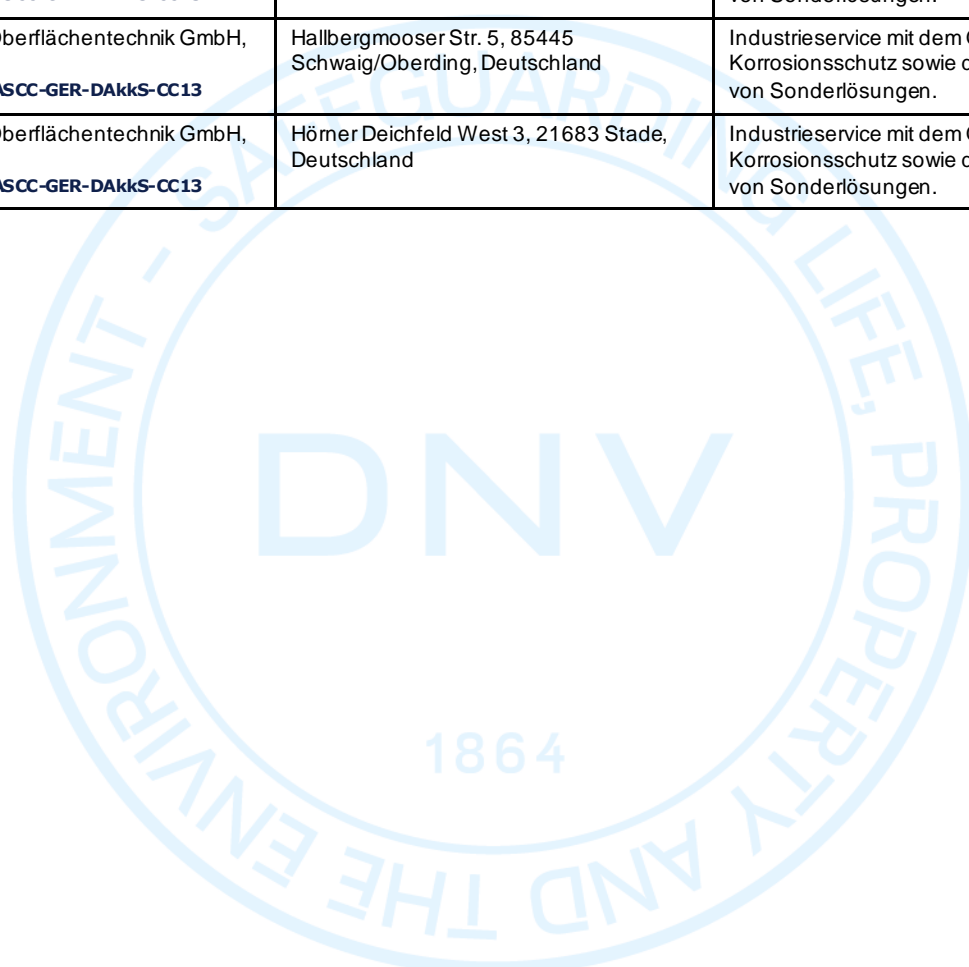 von Sonderlösungen.
Oberflächentechnik GmbH,
Hallbergmooser Str. 5, 85445
Schwaig/Oberding, Deutschland
Industrieservice mit dem
Korrosionsschutz sowie
von Sonderlösungen.
ASCC-GER-DAkkS-CC13
Oberflächentechnik GmbH,
Hörner Deichfeld West 3, 21683 Stade,
Deutschland
Industrieservice mit dem
Korrosionsschutz sowie
von Sonderlösungen.
ASCC-GER-DAkkS-CC13
SAFEGUARDING LIFE, PROPERTY AND THE ENVIRONMENT -
DNV
1864